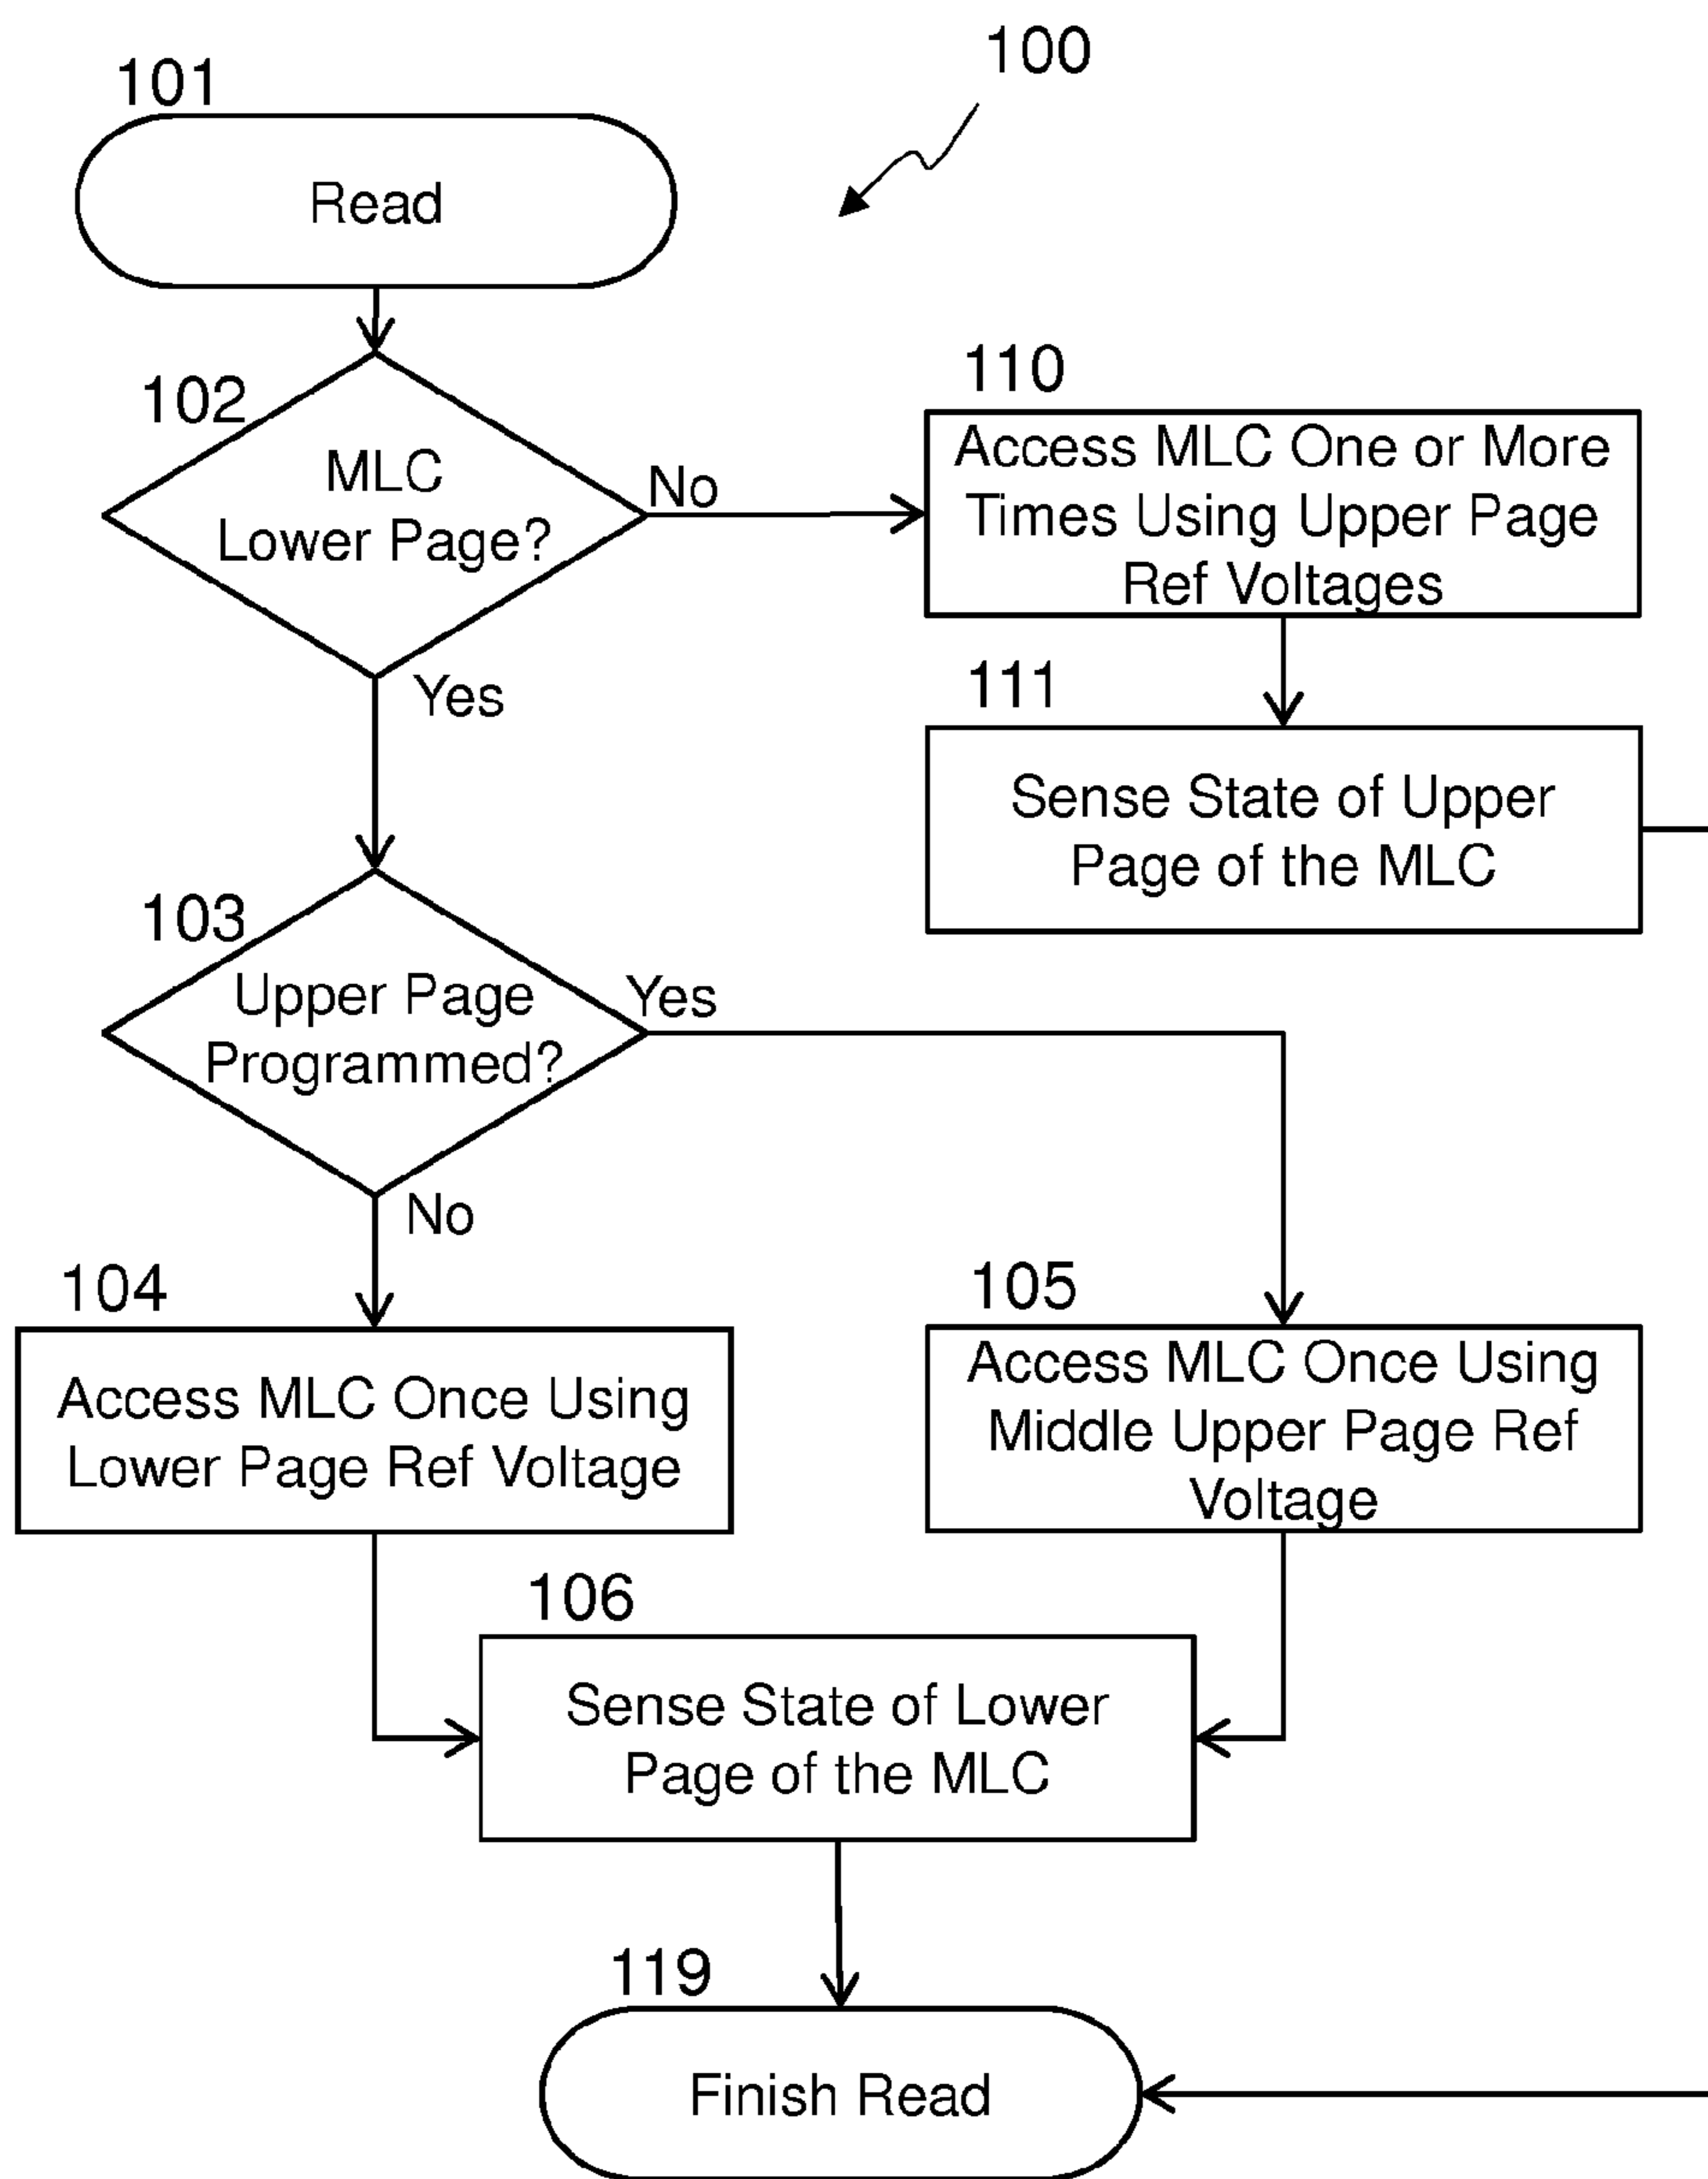 100
101
Read
102
MLC
Lower Page?
No
Yes
110
Access MLC One or More
Times Using Upper Page
Ref Voltages
111
Sense State of Upper
Page of the MLC
103
Upper Page
Programmed?
Yes
No
104
Access MLC Once Using
Lower Page Ref Voltage
105
Access MLC Once Using
Middle Upper Page Ref
Voltage
106
Sense State of Lower
Page of the MLC
119
Finish Read